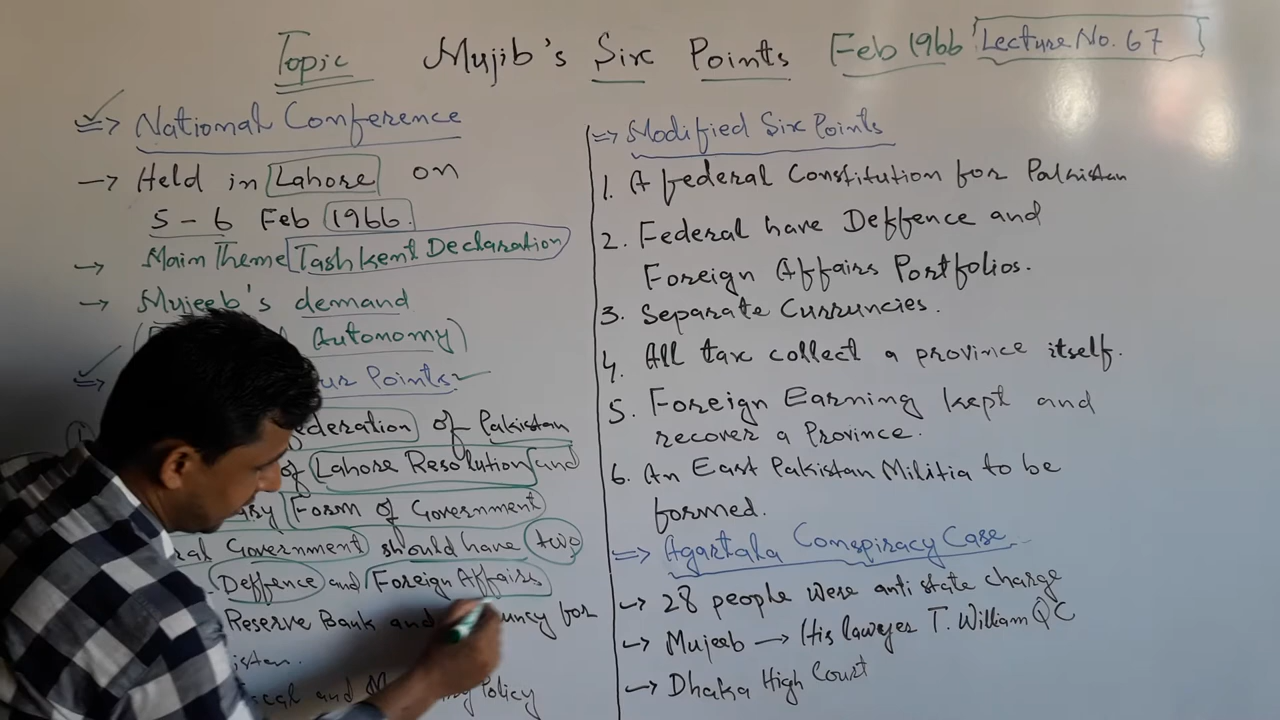 Topic Mujib's Six Points Feb 1966 Lecture No. 67
=> National Conference
→ Held in Lahore on
5 - 6 Feb 1966.
→ Main Theme Tashkent Declaration
→ Mujeeb's demand
Autonomy)
=> Points
Federation of Pakistan
of Lahore Resolution and
Form of Government
Government should have two
Deffence and Foreign Affairs
Reserve Bank and for
and Policy
=> Modified Six Points
1. A federal Constitution for Pakistan
2. Federal have Deffence and
Foreign Affairs Portfolios.
3. Separate Curruncies.
4. All tax collect a province itself.
5. Foreign Earning kept and
recover a Province.
6. An East Pakistan Militia to be
formed.
=> Agartala Conspiracy Case
→ 28 people were anti state charge
→ Mujeeb → His lawyer T. William QC
→ Dhaka High Court